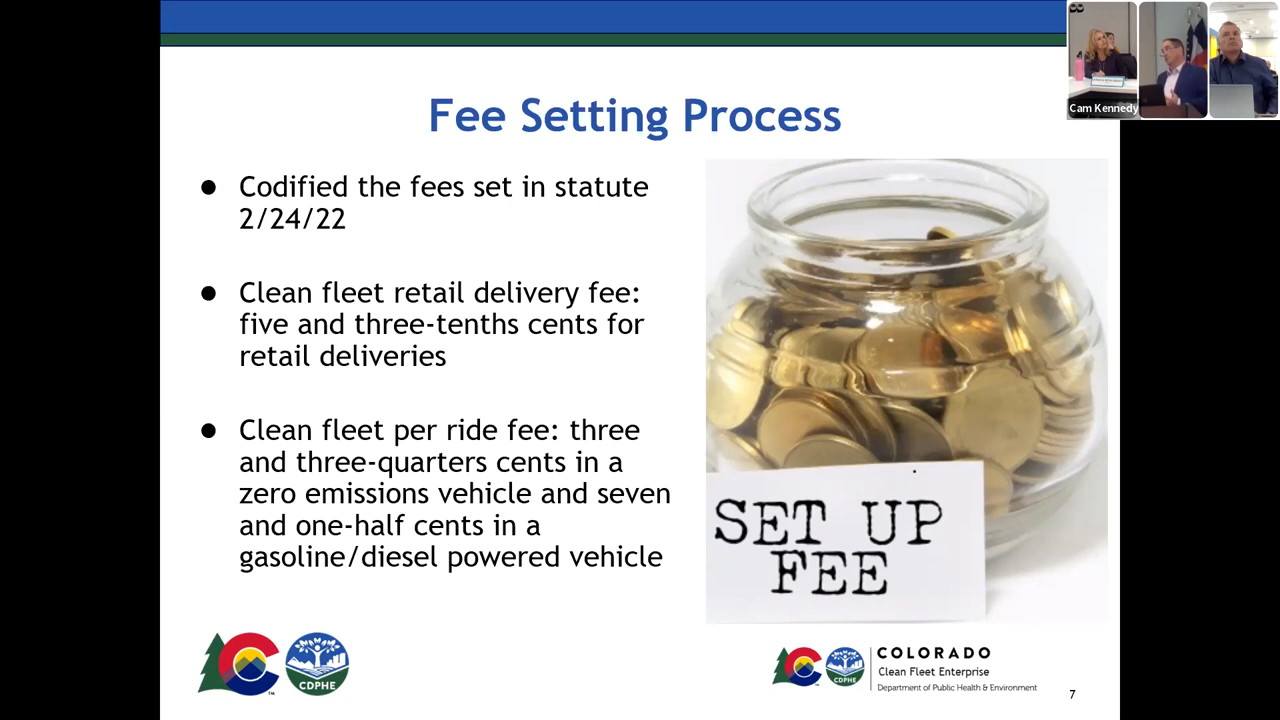 Cam Kennedy
Fee Setting Process
● Codified the fees set in statute
2/24/22
● Clean fleet retail delivery fee:
five and three-tenths cents for
retail deliveries
● Clean fleet per ride fee: three
and three-quarters cents in a
zero emissions vehicle and seven
and one-half cents in a
gasoline/diesel powered vehicle
SET UP
FEE
CDPHE
TM
CDPHE
COLORADO
Clean Fleet Enterprise
Department of Public Health & Environment
7